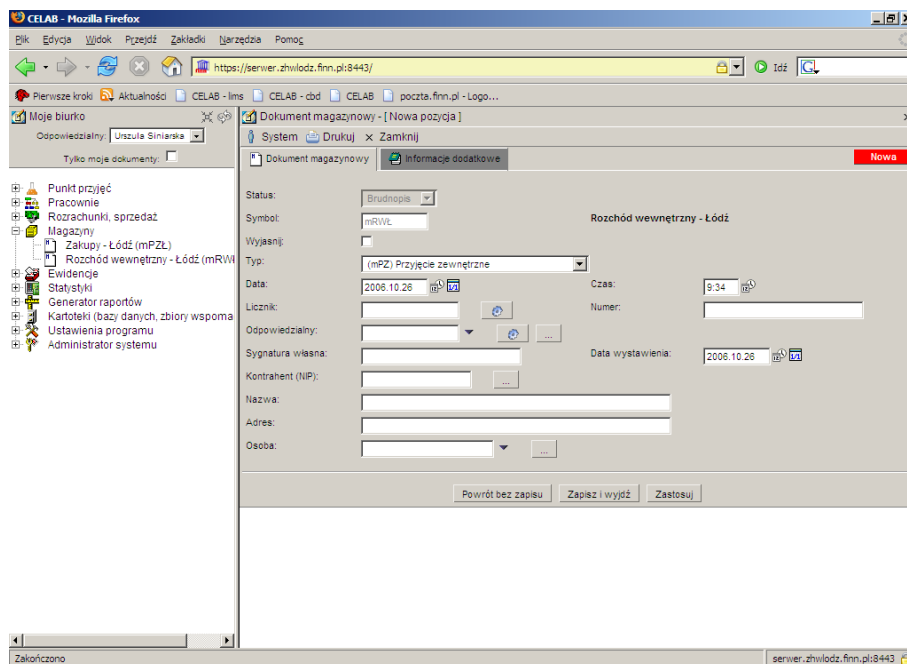 CELAB - Mozilla Firefox
Plik Edycja Widok Przejdź Zakładki Narzędzia Pomoc
https://serwer.zhwlodz.finn.pl:8443/ Idź G
Pierwsze kroki Aktualności CELAB - lims CELAB - cbd CELAB poczta.finn.pl - Logo...
Moje biurko
Odpowiedzialny: Urszula Siniarska
Tylko moje dokumenty:
Punkt przyjęć
Pracownie
Rozrachunki, sprzedaż
Magazyny
Zakupy - Łódź (mPZŁ)
Rozchód wewnętrzny - Łódź (mRWŁ
Ewidencje
Statystyki
Generator raportów
Kartoteki (bazy danych, zbiory wspoma
Ustawienia programu
Administrator systemu
Dokument magazynowy - [ Nowa pozycja ]
System Drukuj x Zamknij
Dokument magazynowy Informacje dodatkowe Nowa
Status: Brudnopis
Symbol: mRWŁ Rozchód wewnętrzny - Łódź
Wyjasnij:
Typ: (mPZ) Przyjęcie zewnętrzne
Data: 2006.10.26 Czas: 9:34
Licznik: Numer:
Odpowiedzialny: ...
Sygnatura własna: Data wystawienia: 2006.10.26
Kontrahent (NIP): ...
Nazwa:
Adres:
Osoba: ...
Powrót bez zapisu Zapisz i wyjdź Zastosuj
Zakończono serwer.zhwlodz.finn.pl:8443